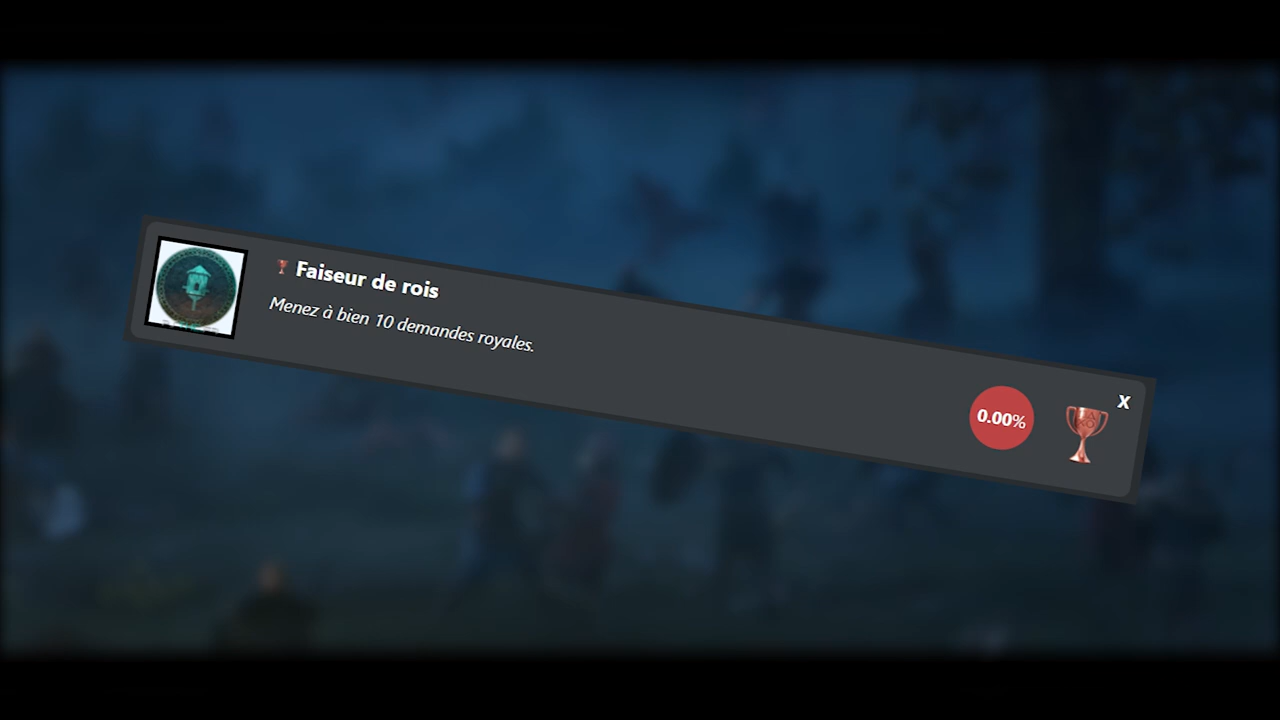 Faiseur de rois
Menez à bien 10 demandes royales.
0.00%
X